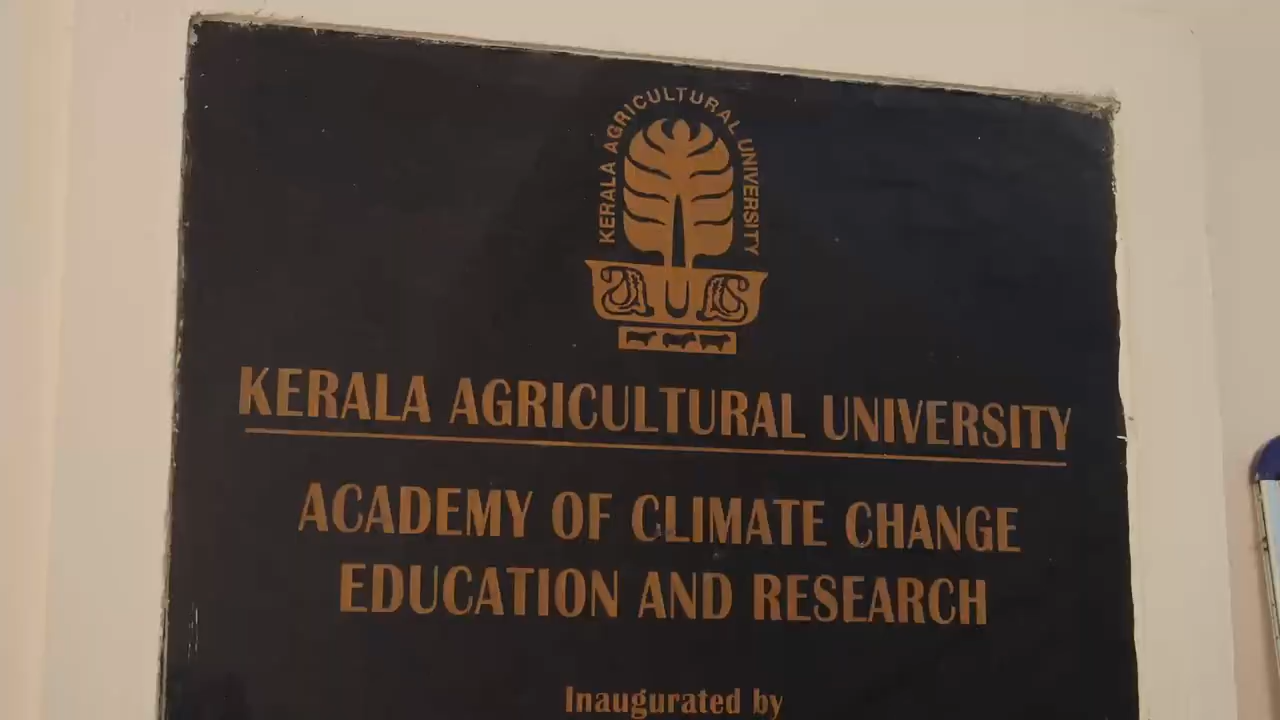 KERALA AGRICULTURAL UNIVERSITY
KERALA AGRICULTURAL UNIVERSITY
ACADEMY OF CLIMATE CHANGE
EDUCATION AND RESEARCH
Inaugurated by